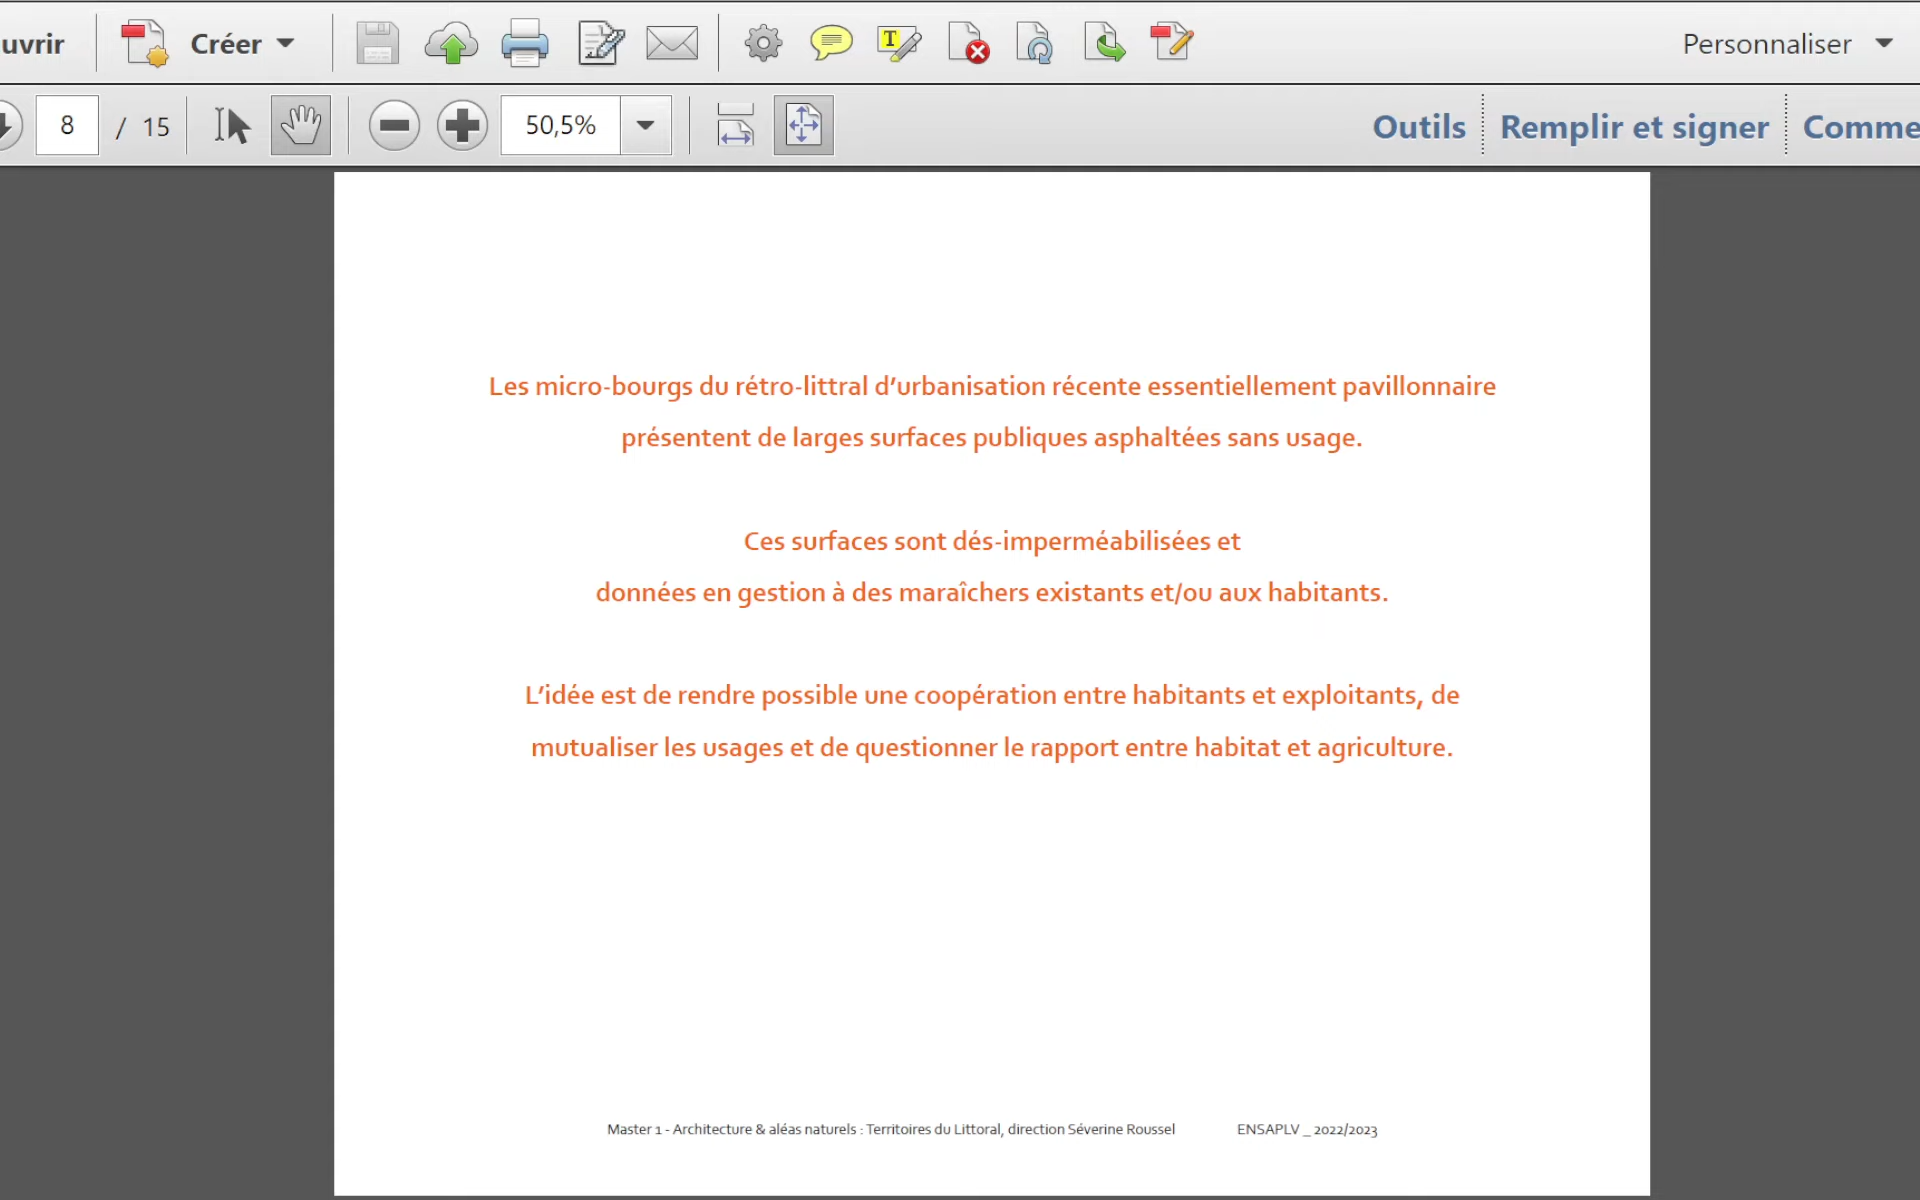 uvrir
Créer
T
Personnaliser
8 / 15
50,5%
Outils
Remplir et signer
Comme
Les micro-bourgs du rétro-littral d’urbanisation récente essentiellement pavillonnaire
présentent de larges surfaces publiques asphaltées sans usage.
Ces surfaces sont dés-imperméabilisées et
données en gestion à des maraîchers existants et/ou aux habitants.
L’idée est de rendre possible une coopération entre habitants et exploitants, de
mutualiser les usages et de questionner le rapport entre habitat et agriculture.
Master 1 - Architecture & aléas naturels : Territoires du Littoral, direction Séverine Roussel
ENSAPLV _ 2022/2023